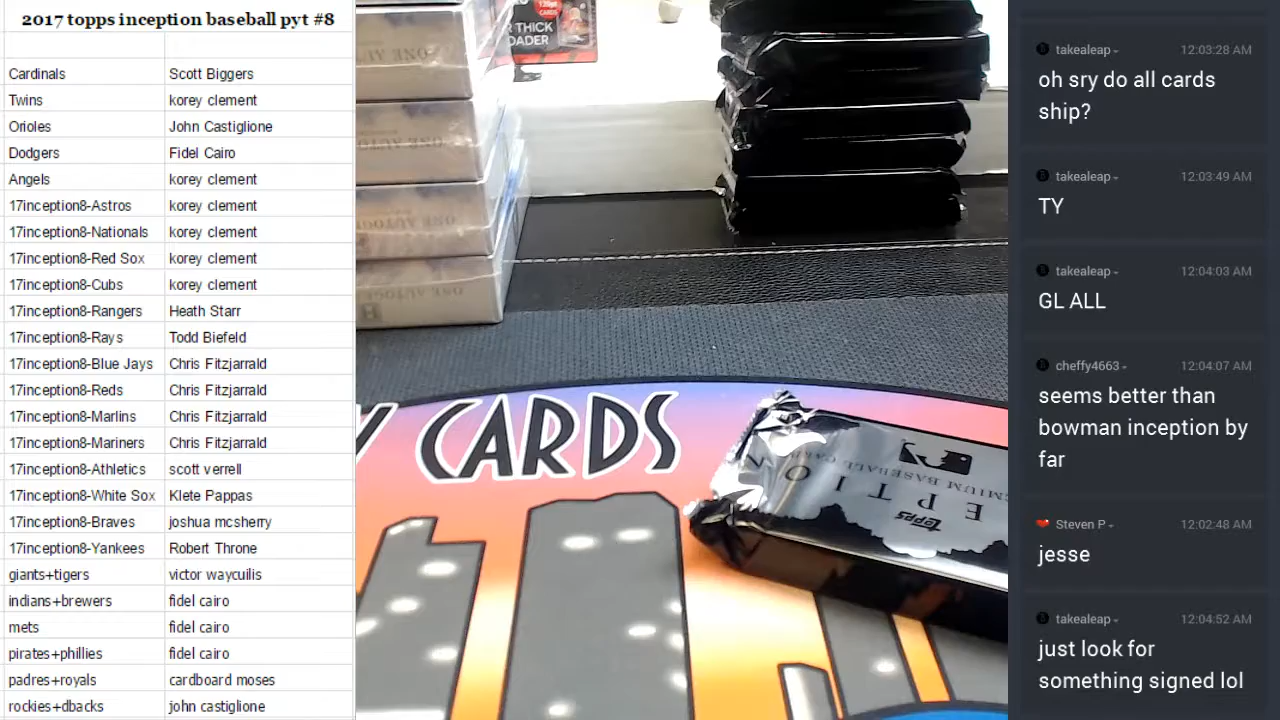 2017 topps inception baseball pyt #8
Cardinals Scott Biggers
Twins korey clement
Orioles John Castiglione
Dodgers Fidel Cairo
Angels korey clement
17inception8-Astros korey clement
17inception8-Nationals korey clement
17inception8-Red Sox korey clement
17inception8-Cubs korey clement
17inception8-Rangers Heath Starr
17inception8-Rays Todd Biefeld
17inception8-Blue Jays Chris Fitzjarrald
17inception8-Reds Chris Fitzjarrald
17inception8-Marlins Chris Fitzjarrald
17inception8-Mariners Chris Fitzjarrald
17inception8-Athletics scott verrell
17inception8-White Sox Klete Pappas
17inception8-Braves joshua mcsherry
17inception8-Yankees Robert Throne
giants+tigers victor waycuilis
indians+brewers fidel cairo
mets fidel cairo
pirates+phillies fidel cairo
padres+royals cardboard moses
rockies+dbacks john castiglione
R THICK
OADER
CARDS
Y CARDS
topps
takealeap 12:03:28 AM
oh sry do all cards
ship?
takealeap 12:03:49 AM
TY
takealeap 12:04:03 AM
GL ALL
cheffy4663 12:04:07 AM
seems better than
bowman inception by
far
Steven P 12:02:48 AM
jesse
takealeap 12:04:52 AM
just look for
something signed lol